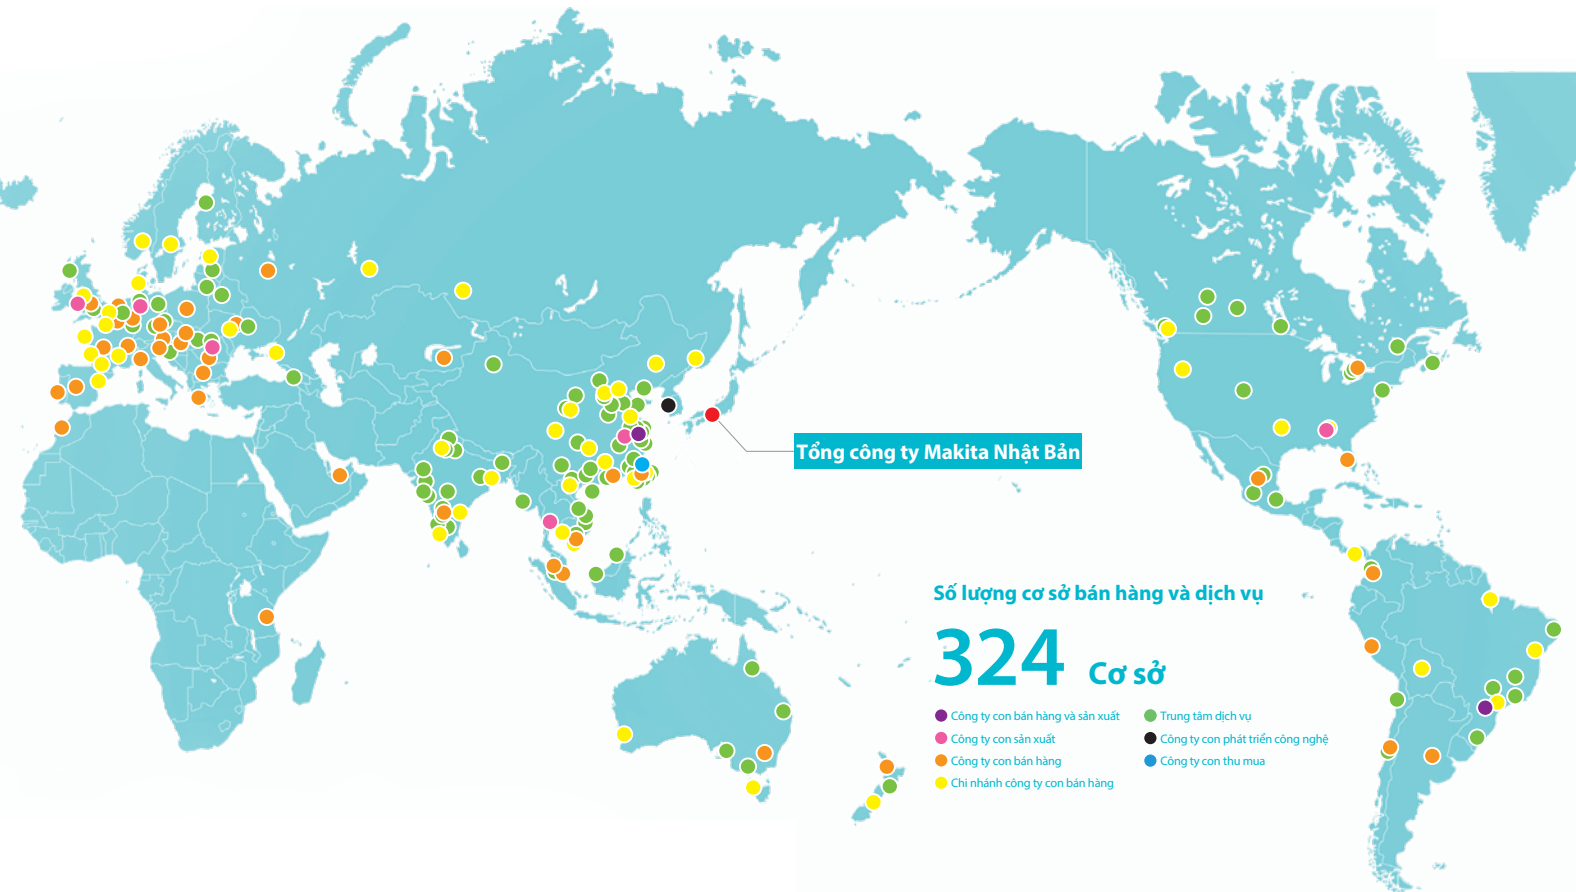 Tổng công ty Makita Nhật Bản
Số lượng cơ sở bán hàng và dịch vụ
324 Cơ sở
Công ty con bán hàng và sản xuất
Trung tâm dịch vụ
Công ty con sản xuất
Công ty con phát triển công nghệ
Công ty con bán hàng
Công ty con thu mua
Chi nhánh công ty con bán hàng